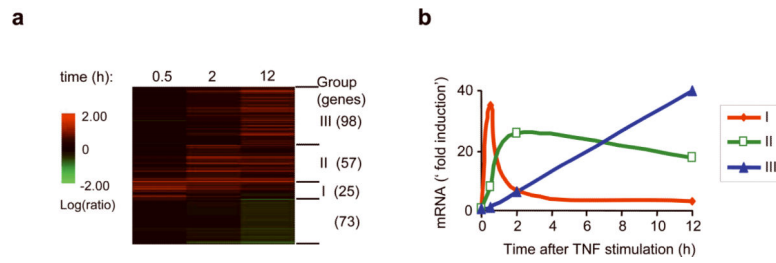 a
time (h):
0.5 2 12
Group
(genes)
III (98)
II (57)
I (25)
(73)
2.00
0
-2.00
Log(ratio)
b
mRNA (' fold induction')
40
20
0
0 2 4 6 8 10 12
Time after TNF stimulation (h)
I
II
III